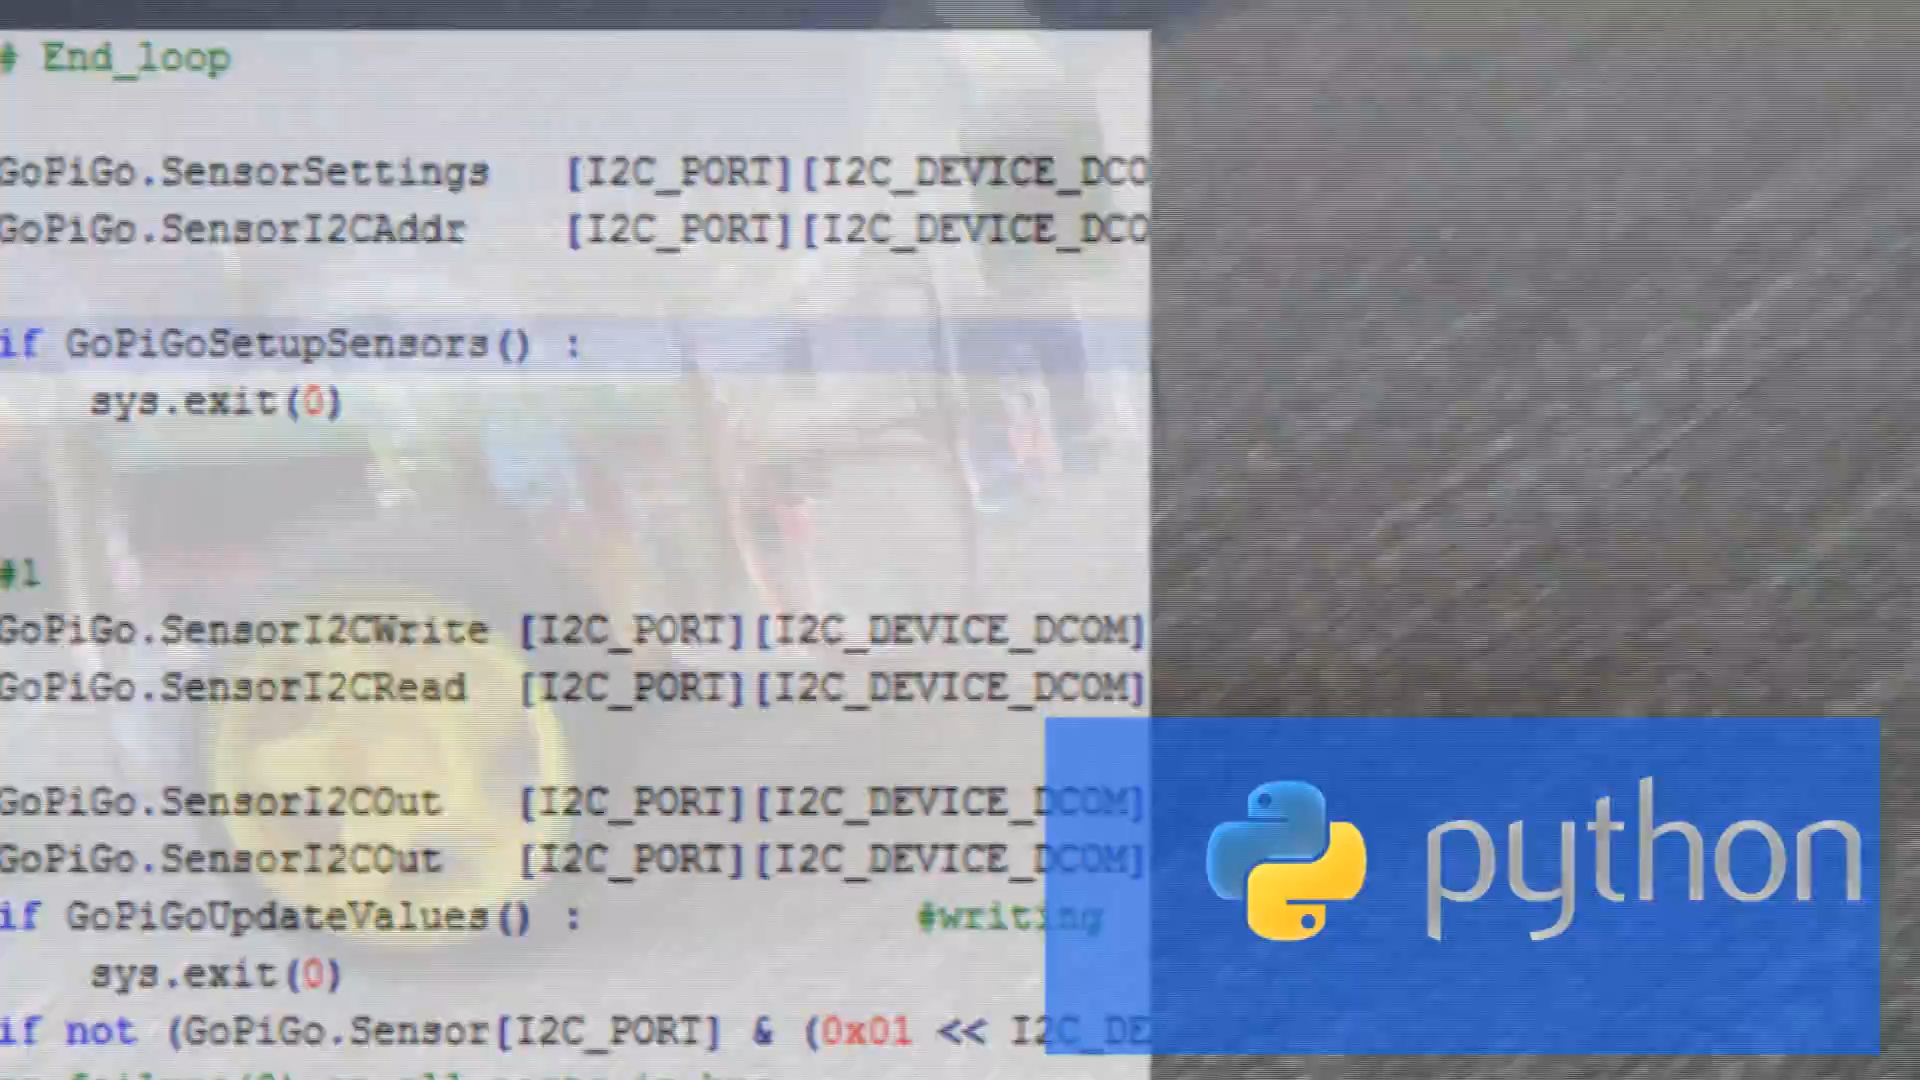 # End_loop
GoPiGo.SensorSettings [I2C_PORT][I2C_DEVICE_DCO
GoPiGo.SensorI2CAddr [I2C_PORT][I2C_DEVICE_DCO
if GoPiGoSetupSensors() :
sys.exit(0)
#1
GoPiGo.SensorI2CWrite [I2C_PORT][I2C_DEVICE_DCOM]
GoPiGo.SensorI2CRead [I2C_PORT][I2C_DEVICE_DCOM]
GoPiGo.SensorI2COut [I2C_PORT][I2C_DEVICE_DCOM]
GoPiGo.SensorI2COut [I2C_PORT][I2C_DEVICE_DCOM]
if GoPiGoUpdateValues() : #writing
sys.exit(0)
if not (GoPiGo.Sensor[I2C_PORT] & (0x01 << I2C_DE
python